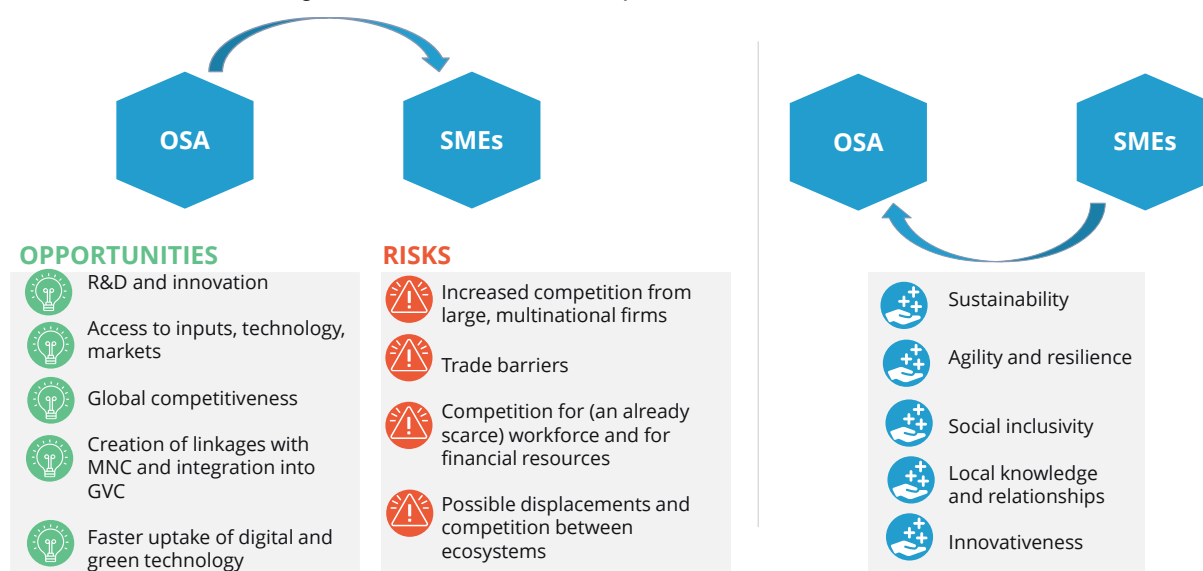 OSA
SMEs
OPPORTUNITIES
R&D and innovation
Access to inputs, technology,
markets
Global competitiveness
Creation of linkages with
MNC and integration into
GVC
Faster uptake of digital and
green technology
RISKS
Increased competition from
large, multinational firms
Trade barriers
Competition for (an already
scarce) workforce and for
financial resources
Possible displacements and
competition between
ecosystems
OSA
SMEs
Sustainability
Agility and resilience
Social inclusivity
Local knowledge
and relationships
Innovativeness